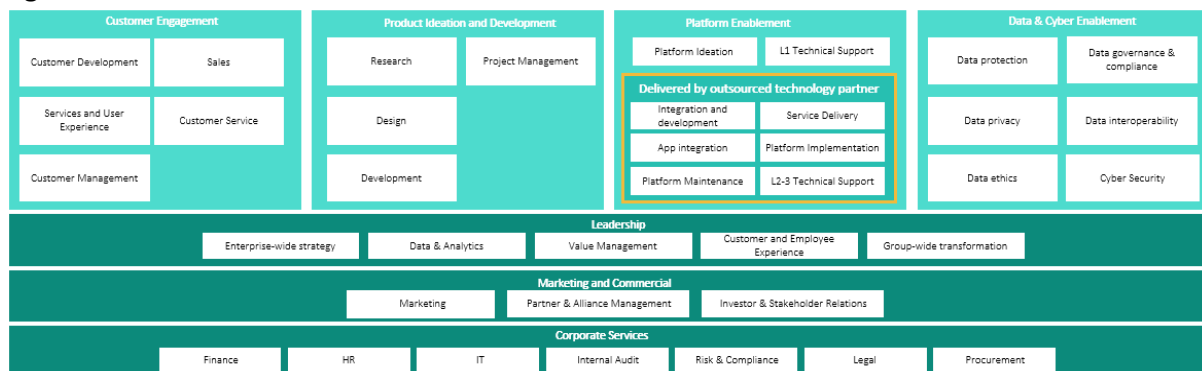 Customer Engagement
Customer Development
Sales
Services and User
Experience
Customer Service
Customer Management
Product Ideation and Development
Research
Project Management
Design
Development
Platform Enablement
Platform Ideation
L1 Technical Support
Delivered by outsourced technology partner
Integration and
development
Service Delivery
App integration
Platform Implementation
Platform Maintenance
L2-3 Technical Support
Data & Cyber Enablement
Data protection
Data governance &
compliance
Data privacy
Data interoperability
Data ethics
Cyber Security
Leadership
Enterprise-wide strategy
Data & Analytics
Value Management
Customer and Employee
Experience
Group-wide transformation
Marketing and Commercial
Marketing
Partner & Alliance Management
Investor & Stakeholder Relations
Corporate Services
Finance
HR
IT
Internal Audit
Risk & Compliance
Legal
Procurement